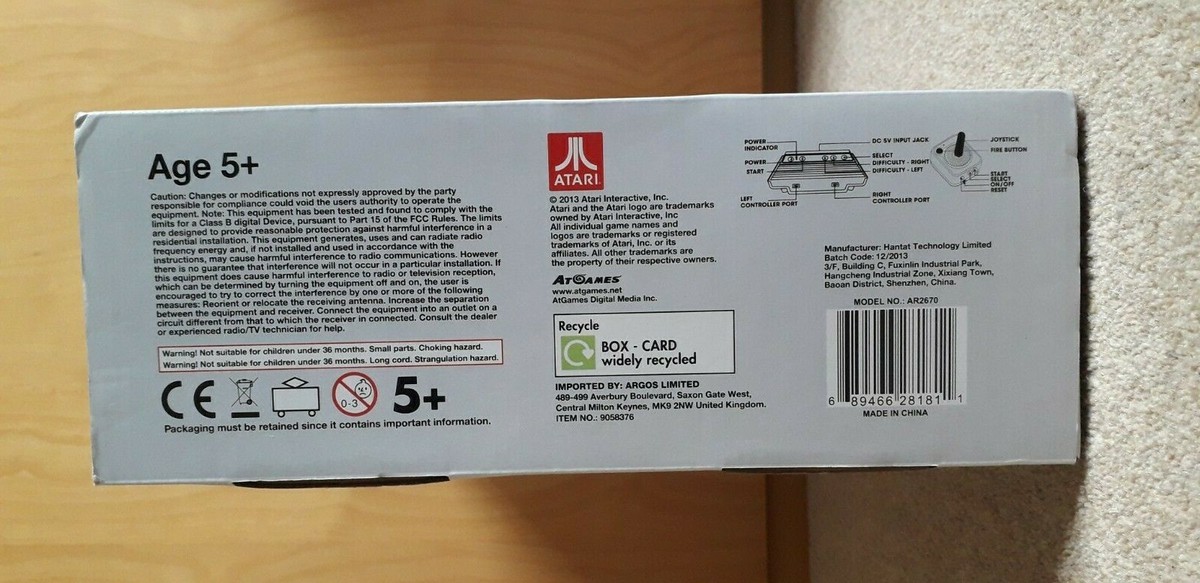 Age 5+
Caution: Changes or modifications not expressly approved by the party
responsible for compliance could void the users authority to operate the
equipment. Note: This equipment has been tested and found to comply with the
limits for a Class B digital Device, pursuant to Part 15 of the FCC Rules. The limits
are designed to provide reasonable protection against harmful interference in a
residential installation. This equipment generates, uses and can radiate radio
frequency energy and, if not installed and used in accordance with the
instructions, may cause harmful interference to radio communications. However
there is no guarantee that interference will not occur in a particular installation. If
this equipment does cause harmful interference to radio or television reception,
which can be determined by turning the equipment off and on, the user is
encouraged to try to correct the interference by one or more of the following
measures: Reorient or relocate the receiving antenna. Increase the separation
between the equipment and receiver. Connect the equipment into an outlet on a
circuit different from that to which the receiver in connected. Consult the dealer
or experienced radio/TV technician for help.
Warning! Not suitable for children under 36 months. Small parts. Choking hazard.
Warning! Not suitable for children under 36 months. Long cord. Strangulation hazard.
CE
0-3
5+
Packaging must be retained since it contains important information.
ATARI
© 2013 Atari Interactive, Inc.
Atari and the Atari logo are trademarks
owned by Atari Interactive, Inc
All individual game names and
logos are trademarks or registered
trademarks of Atari, Inc. or its
affiliates. All other trademarks are
the property of their respective owners.
ATGAMES
www.atgames.net
AtGames Digital Media Inc.
Recycle
BOX - CARD
widely recycled
IMPORTED BY: ARGOS LIMITED
489-499 Averbury Boulevard, Saxon Gate West,
Central Milton Keynes, MK9 2NW United Kingdom.
ITEM NO.: 9058376
POWER
INDICATOR
POWER
START
LEFT
CONTROLLER PORT
DC 5V INPUT JACK
SELECT
DIFFICULTY - RIGHT
DIFFICULTY - LEFT
RIGHT
CONTROLLER PORT
JOYSTICK
FIRE BUTTON
START
SELECT
ON/OFF
RESET
Manufacturer: Hantat Technology Limited
Batch Code: 12/2013
3/F, Building C, Fuxinlin Industrial Park,
Hangcheng Industrial Zone, Xixiang Town,
Baoan District, Shenzhen, China.
MODEL NO.: AR2670
6 89466 28181 1
MADE IN CHINA